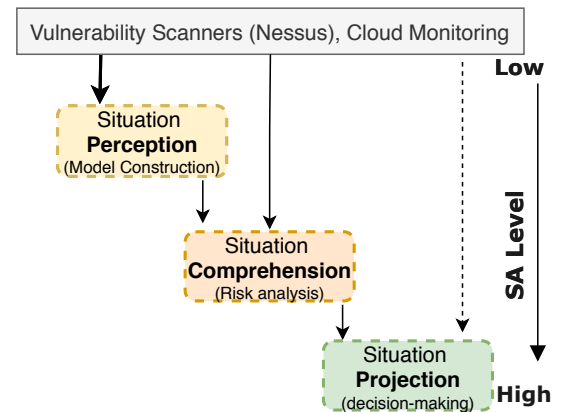 Vulnerability Scanners (Nessus), Cloud Monitoring
Low
Situation
Perception
(Model Construction)
Situation
Comprehension
(Risk analysis)
SA Level
Situation
Projection
(decision-making)
High